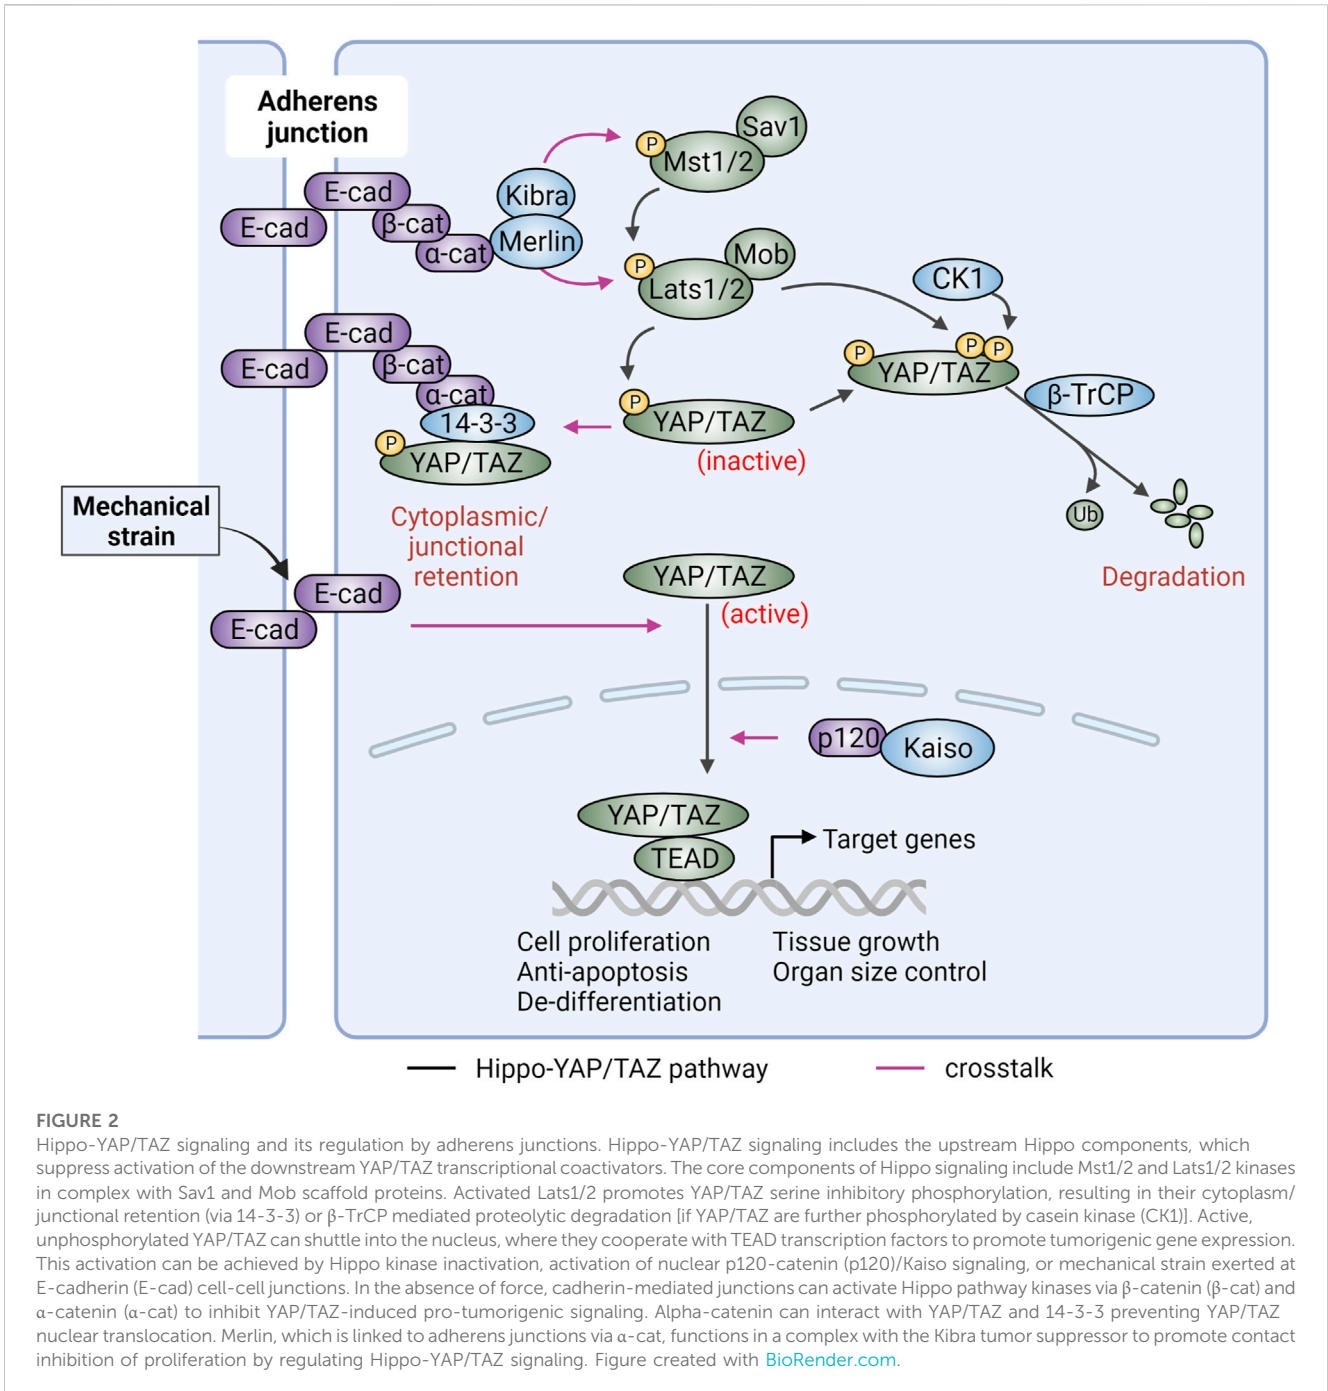 Adherens
junction
E-cad
E-cad
β-cat
α-cat
Kibra
Merlin
P
Mst1/2
Sav1
P
Lats1/2
Mob
CK1
E-cad
E-cad
β-cat
α-cat
14-3-3
P
YAP/TAZ
P
YAP/TAZ
(inactive)
P
P
P
YAP/TAZ
β-TrCP
Ub
Degradation
Mechanical
strain
Cytoplasmic/
junctional
retention
E-cad
E-cad
YAP/TAZ
(active)
p120
Kaiso
YAP/TAZ
TEAD
Target genes
Cell proliferation
Anti-apoptosis
De-differentiation
Tissue growth
Organ size control
Hippo-YAP/TAZ pathway
crosstalk
FIGURE 2
Hippo-YAP/TAZ signaling and its regulation by adherens junctions. Hippo-YAP/TAZ signaling includes the upstream Hippo components, which
suppress activation of the downstream YAP/TAZ transcriptional coactivators. The core components of Hippo signaling include Mst1/2 and Lats1/2 kinases
in complex with Sav1 and Mob scaffold proteins. Activated Lats1/2 promotes YAP/TAZ serine inhibitory phosphorylation, resulting in their cytoplasm/
junctional retention (via 14-3-3) or β-TrCP mediated proteolytic degradation [if YAP/TAZ are further phosphorylated by casein kinase (CK1)]. Active,
unphosphorylated YAP/TAZ can shuttle into the nucleus, where they cooperate with TEAD transcription factors to promote tumorigenic gene expression.
This activation can be achieved by Hippo kinase inactivation, activation of nuclear p120-catenin (p120)/Kaiso signaling, or mechanical strain exerted at
E-cadherin (E-cad) cell-cell junctions. In the absence of force, cadherin-mediated junctions can activate Hippo pathway kinases via β-catenin (β-cat) and
α-catenin (α-cat) to inhibit YAP/TAZ-induced pro-tumorigenic signaling. Alpha-catenin can interact with YAP/TAZ and 14-3-3 preventing YAP/TAZ
nuclear translocation. Merlin, which is linked to adherens junctions via α-cat, functions in a complex with the Kibra tumor suppressor to promote contact
inhibition of proliferation by regulating Hippo-YAP/TAZ signaling. Figure created with BioRender.com.